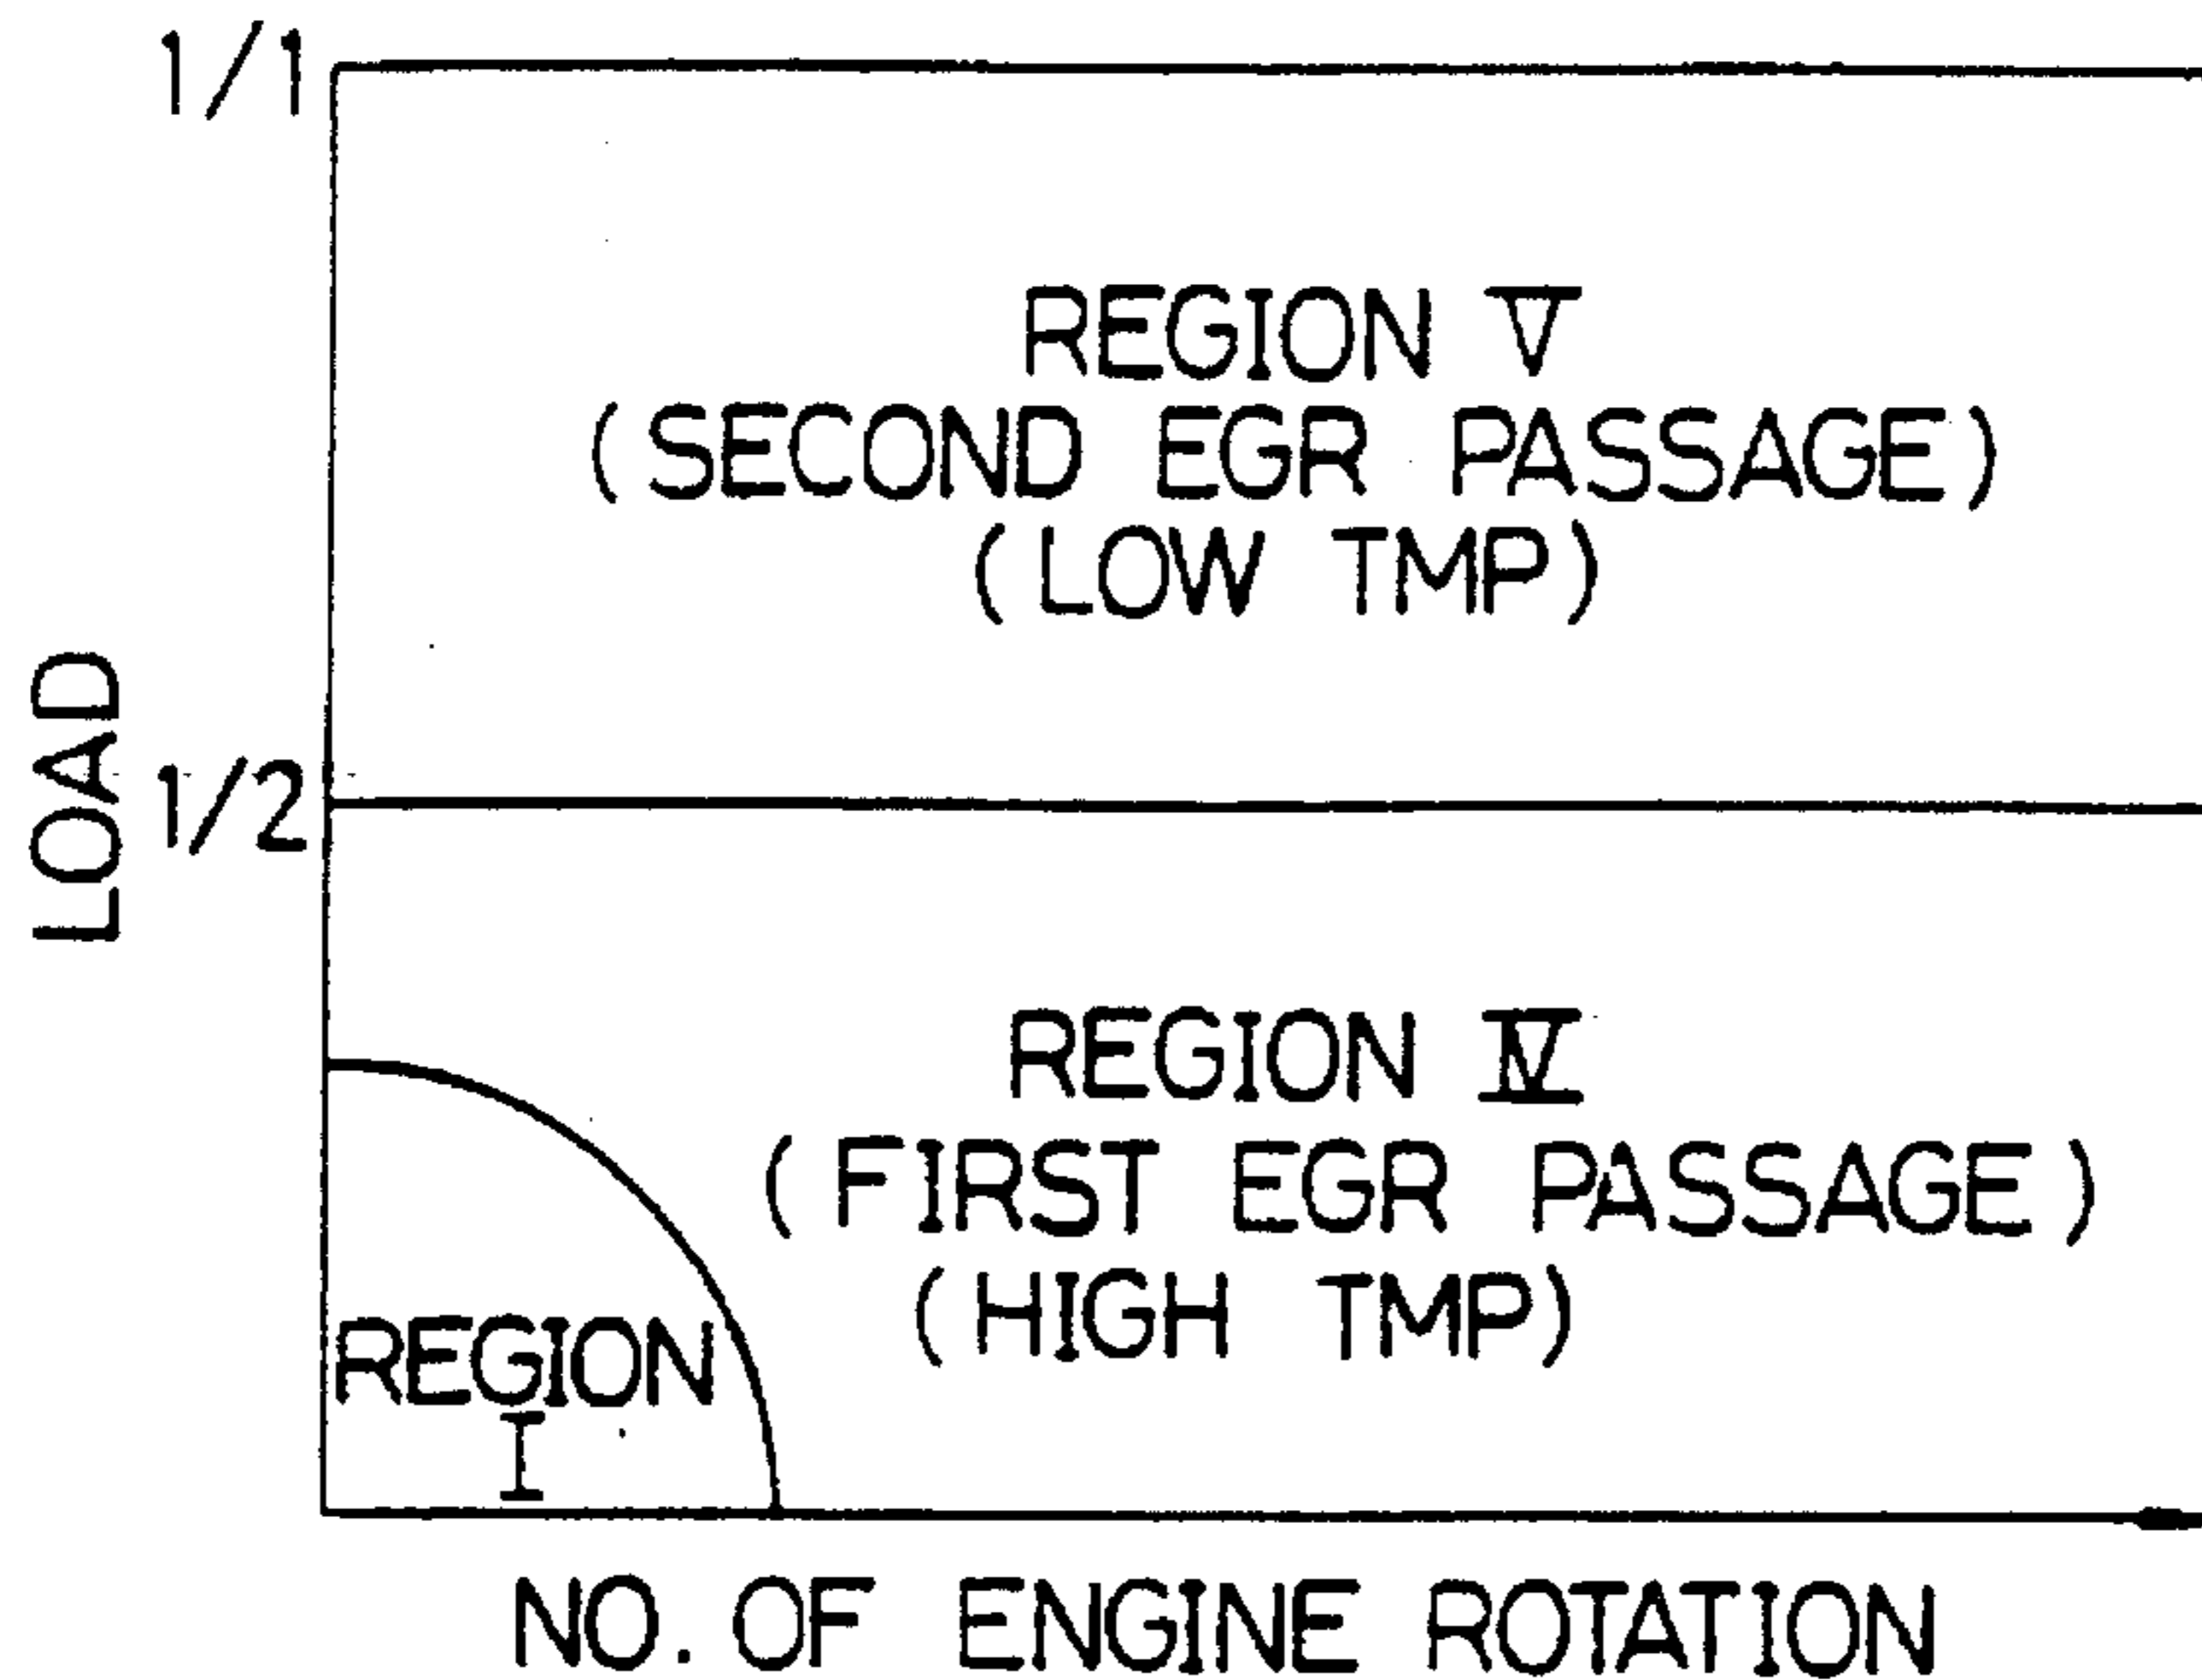 1/1
REGION V
(SECOND EGR PASSAGE)
(LOW TMP)
LOAD
1/2
REGION IV
(FIRST EGR PASSAGE)
(HIGH TMP)
REGION
I
NO. OF ENGINE ROTATION